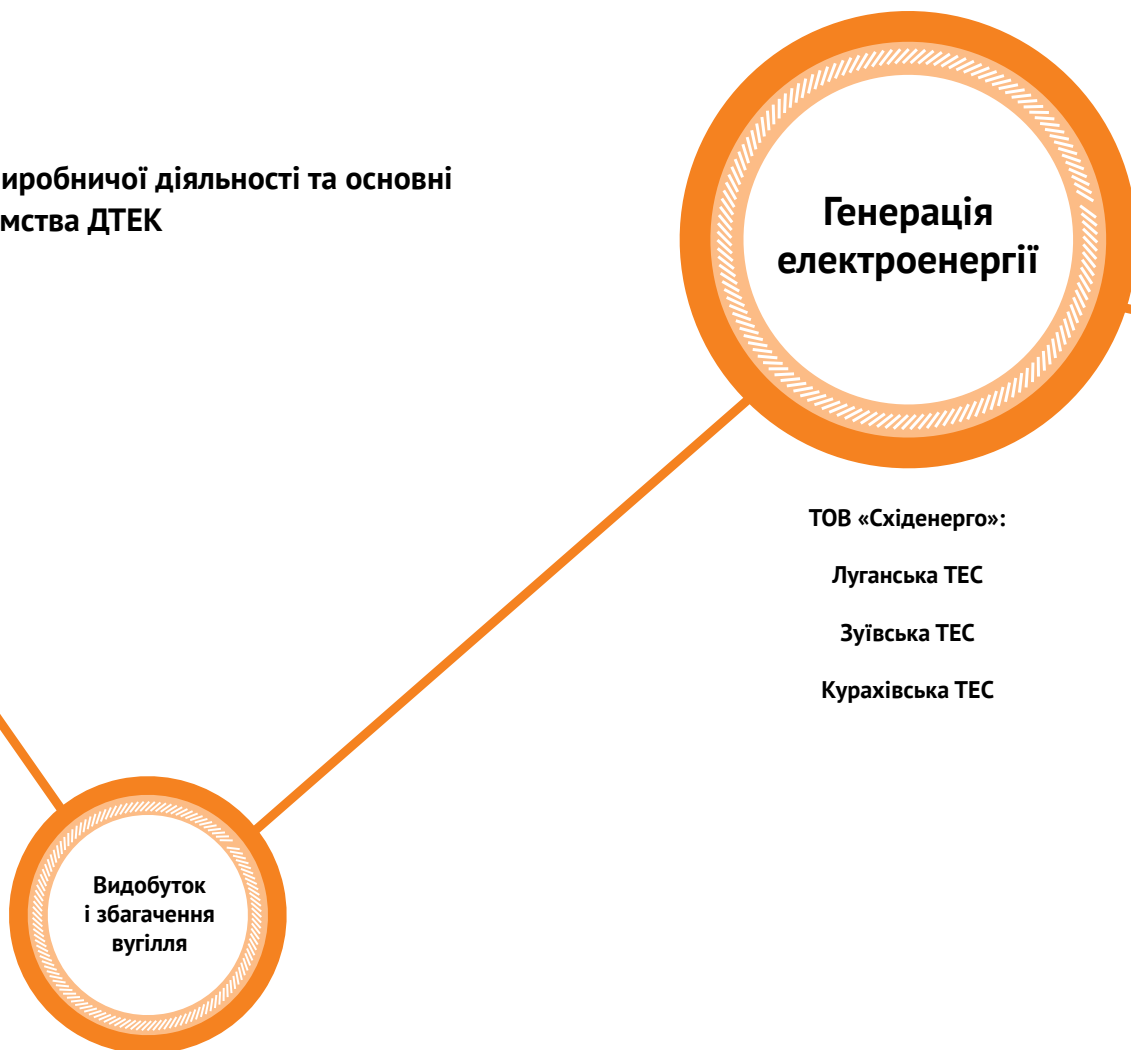 иробничої діяльності та основні
мства ДТЕК
Генерація
електроенергії
ТОВ «Східенерго»:
Луганська ТЕС
Зуївська ТЕС
Курахівська ТЕС
Видобуток
і збагачення
вугілля